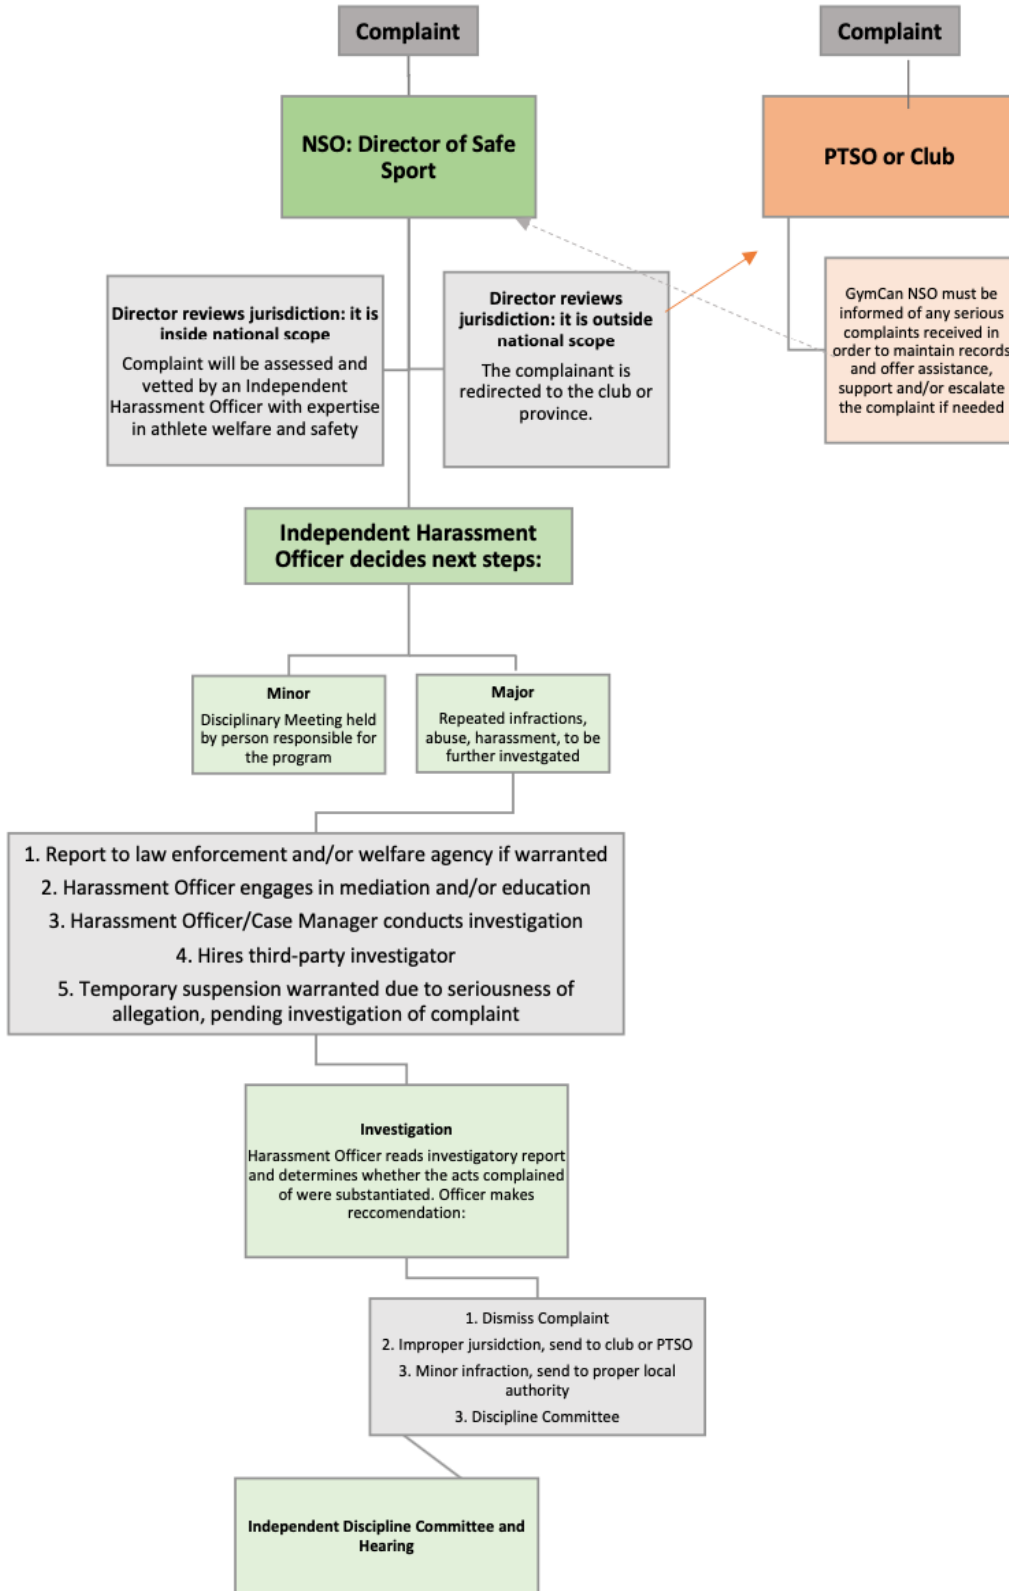 Complaint
Complaint
NSO: Director of Safe
Sport
PTSO or Club
Director reviews jurisdiction: it is
inside national scope
Complaint will be assessed and
vetted by an Independent
Harassment Officer with expertise
in athlete welfare and safety
Director reviews
jurisdiction: it is outside
national scope
The complainant is
redirected to the club or
province.
GymCan NSO must be
informed of any serious
complaints received in
order to maintain records
and offer assistance,
support and/or escalate
the complaint if needed
Independent Harassment
Officer decides next steps:
Minor
Disciplinary Meeting held
by person responsible for
the program
Major
Repeated infractions,
abuse, harassment, to be
further investgated
1. Report to law enforcement and/or welfare agency if warranted
2. Harassment Officer engages in mediation and/or education
3. Harassment Officer/Case Manager conducts investigation
4. Hires third-party investigator
5. Temporary suspension warranted due to seriousness of
allegation, pending investigation of complaint
Investigation
Harassment Officer reads investigatory report
and determines whether the acts complained
of were substantiated. Officer makes
reccomendation:
1. Dismiss Complaint
2. Improper jursidction, send to club or PTSO
3. Minor infraction, send to proper local
authority
3. Discipline Committee
Independent Discipline Committee and
Hearing